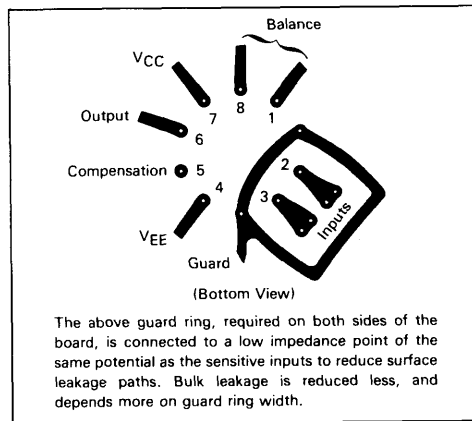 Balance
VCC
8
1
7
Output
6
2
Compensation
5
3
4
Inputs
VEE
Guard
(Bottom View)
The above guard ring, required on both sides of the
board, is connected to a low impedance point of the
same potential as the sensitive inputs to reduce surface
leakage paths. Bulk leakage is reduced less, and
depends more on guard ring width.